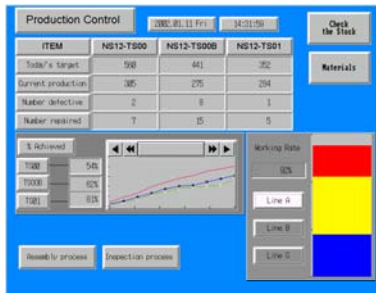 Production Control
2002.01.11 Fri
14:31:59
Check
the Stock
ITEM NS12-TS00 NS12-TS00B NS12-TS01
Today's target 560 441 352
Materials
Current production 305 275 284
Number defective 2 8 1
Number repaired 7 15 5
% Achieved
Working Rate
TS00 54%
TS00B 62%
TS01 81%
Line A
Line B
Assembly process
Inspection process